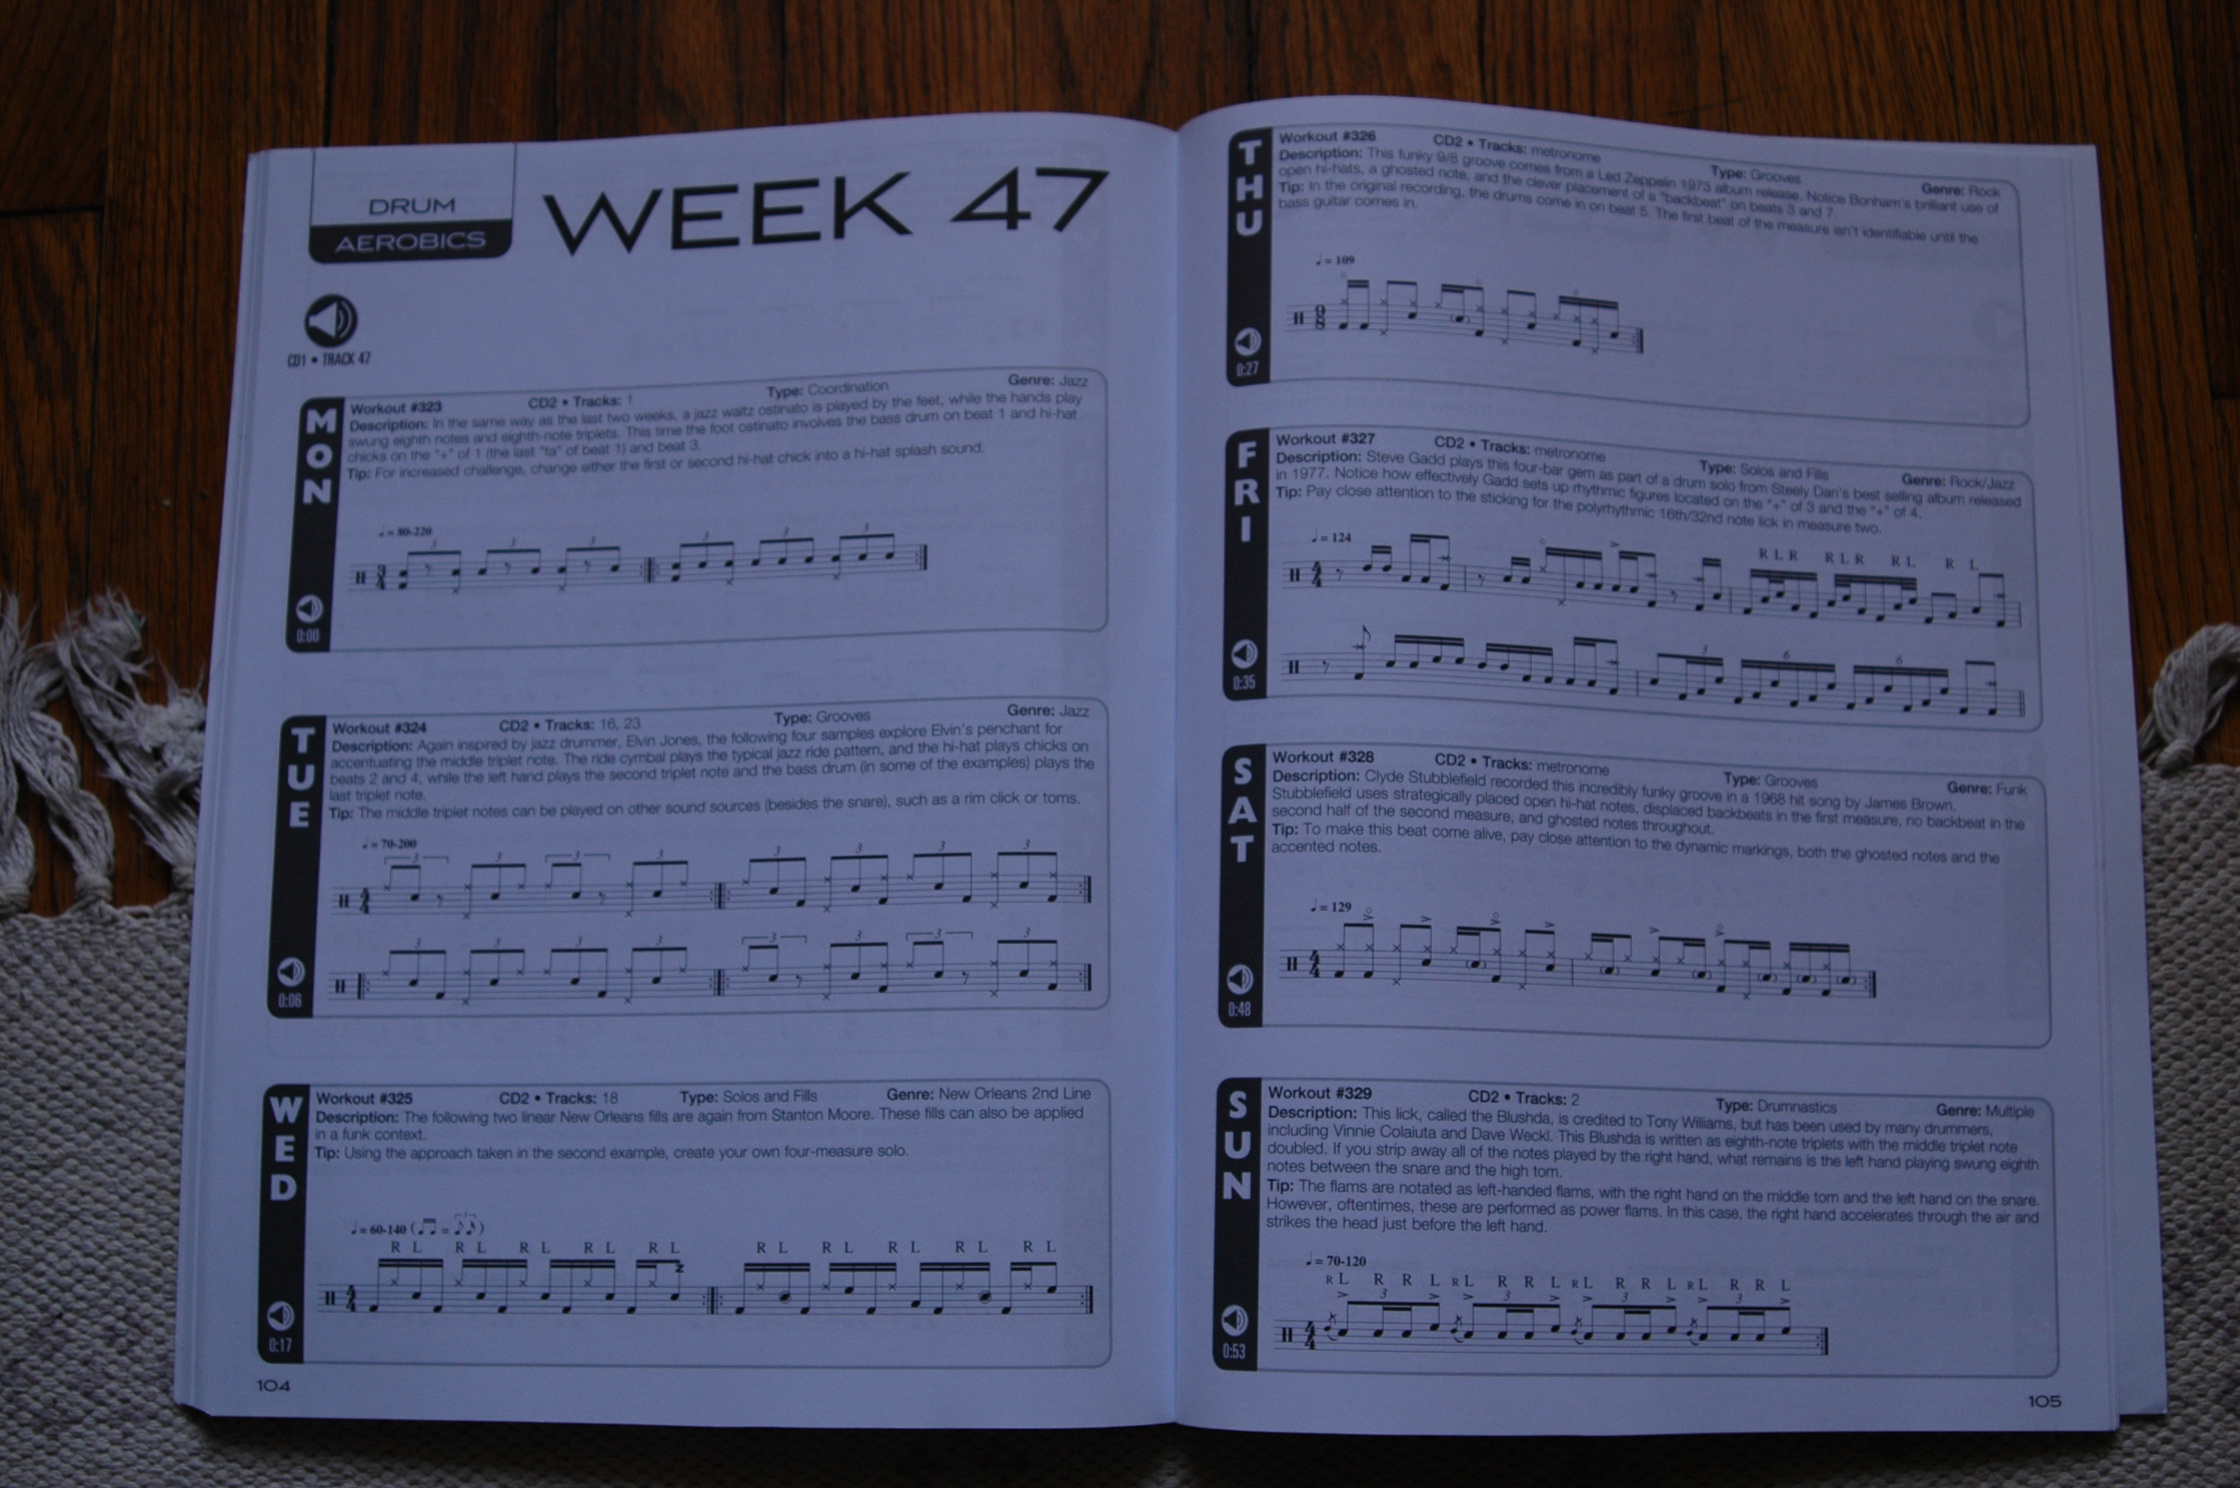 DRUM
AEROBICS
WEEK 47
CD1 • TRACK 47
MON
0:00
Workout #323 CD2 • Tracks: 1 Type: Coordination Genre: Jazz
Description: In the same way as the last two weeks, a jazz waltz ostinato is played by the feet, while the hands play
swung eighth notes and eighth-note triplets. This time the foot ostinato involves the bass drum on beat 1 and hi-hat
chicks on the "+" of 1 (the last "ta" of beat 1) and beat 3.
Tip: For increased challenge, change either the first or second hi-hat chick into a hi-hat splash sound.
♩ = 80-220
3 3 3 3 3 3
TUE
0:06
Workout #324 CD2 • Tracks: 16, 23 Type: Grooves Genre: Jazz
Description: Again inspired by jazz drummer, Elvin Jones, the following four samples explore Elvin's penchant for
accentuating the middle triplet note. The ride cymbal plays the typical jazz ride pattern, and the hi-hat plays chicks on
beats 2 and 4, while the left hand plays the second triplet note and the bass drum (in some of the examples) plays the
last triplet note.
Tip: The middle triplet notes can be played on other sound sources (besides the snare), such as a rim click or toms.
♩ = 70-200
3 3 3 3 3 3 3 3
3 3 3 3 3 3 3 3
WED
0:17
Workout #325 CD2 • Tracks: 18 Type: Solos and Fills Genre: New Orleans 2nd Line
Description: The following two linear New Orleans fills are again from Stanton Moore. These fills can also be applied
in a funk context.
Tip: Using the approach taken in the second example, create your own four-measure solo.
♩ = 60-140 (♫ = ♪♪)
R L R L R L R L R L R L R L R L R L R L
104
THU
0:27
Workout #326 CD2 • Tracks: metronome Type: Grooves Genre: Rock
Description: This funky 9/8 groove comes from a Led Zeppelin 1973 album release. Notice Bonham's brilliant use of
open hi-hats, a ghosted note, and the clever placement of a "backbeat" on beats 3 and 7.
Tip: In the original recording, the drums come in on beat 5. The first beat of the measure isn't identifiable until the
bass guitar comes in.
♩ = 109
9
8
FRI
0:35
Workout #327 CD2 • Tracks: metronome Type: Solos and Fills Genre: Rock/Jazz
Description: Steve Gadd plays this four-bar gem as part of a drum solo from Steely Dan's best selling album released
in 1977. Notice how effectively Gadd sets up rhythmic figures located on the "+" of 3 and the "+" of 4.
Tip: Pay close attention to the sticking for the polyrhythmic 16th/32nd note lick in measure two.
♩ = 124
R L R R L R R L R L
3 6 6
SAT
0:48
Workout #328 CD2 • Tracks: metronome Type: Grooves Genre: Funk
Description: Clyde Stubblefield recorded this incredibly funky groove in a 1968 hit song by James Brown.
Stubblefield uses strategically placed open hi-hat notes, displaced backbeats in the first measure, no backbeat in the
second half of the second measure, and ghosted notes throughout.
Tip: To make this beat come alive, pay close attention to the dynamic markings, both the ghosted notes and the
accented notes.
♩ = 129
SUN
0:53
Workout #329 CD2 • Tracks: 2 Type: Drumnastics Genre: Multiple
Description: This lick, called the Blushda, is credited to Tony Williams, but has been used by many drummers,
including Vinnie Colaiuta and Dave Weckl. This Blushda is written as eighth-note triplets with the middle triplet note
doubled. If you strip away all of the notes played by the right hand, what remains is the left hand playing swung eighth
notes between the snare and the high tom.
Tip: The flams are notated as left-handed flams, with the right hand on the middle tom and the left hand on the snare.
However, oftentimes, these are performed as power flams. In this case, the right hand accelerates through the air and
strikes the head just before the left hand.
♩ = 70-120
R L R R L R L R R L R L R R L R L R R L
3 3 3 3
105